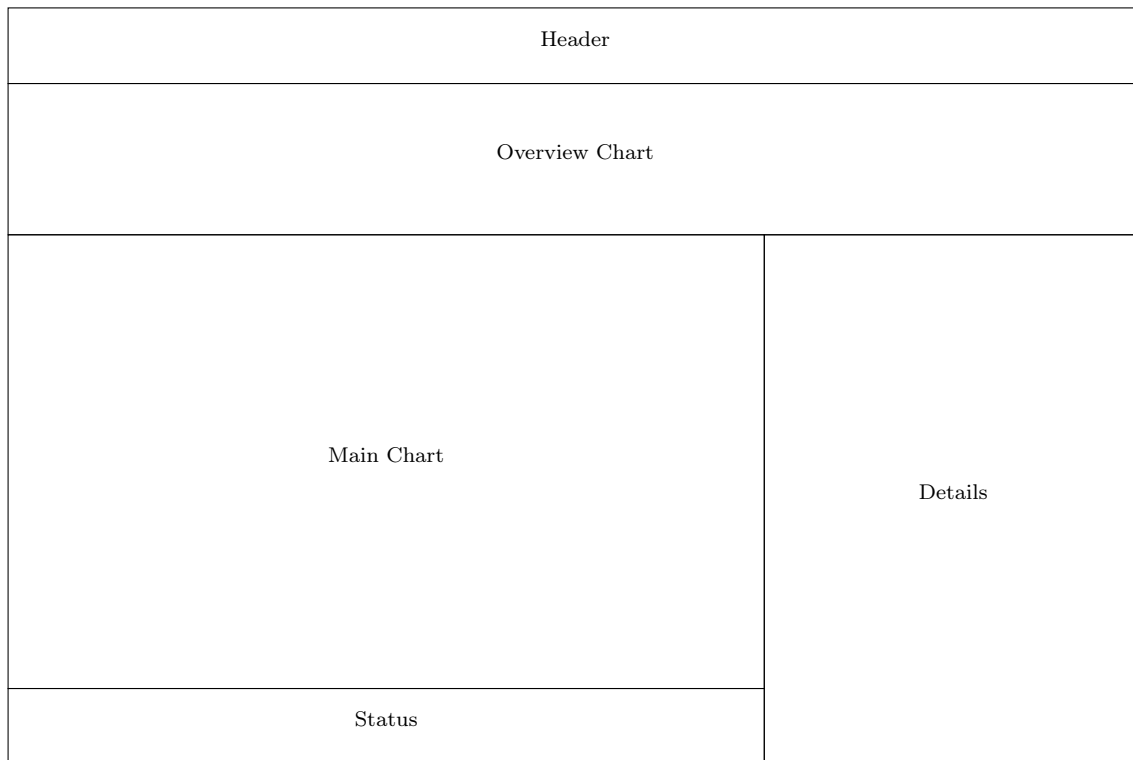 Header
Overview Chart
Main Chart
Details
Status